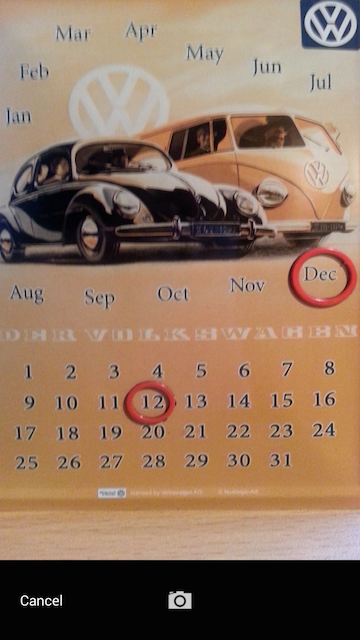 Mar Apr
May
Feb Jun
Jul
Jan
Dec
Aug Sep Oct Nov
DER VOLKSWAGEN
1 2 3 4 5 6 7 8
9 10 11 12 13 14 15 16
17 18 19 20 21 22 23 24
25 26 27 28 29 30 31
Cancel